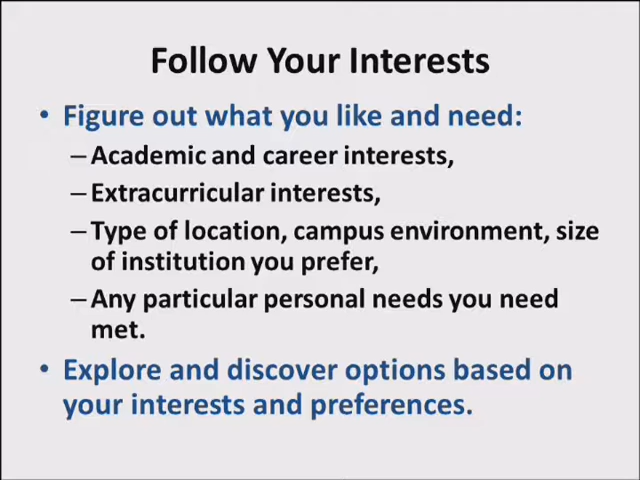 Follow Your Interests
• Figure out what you like and need:
–Academic and career interests,
–Extracurricular interests,
–Type of location, campus environment, size
of institution you prefer,
–Any particular personal needs you need
met.
• Explore and discover options based on
your interests and preferences.